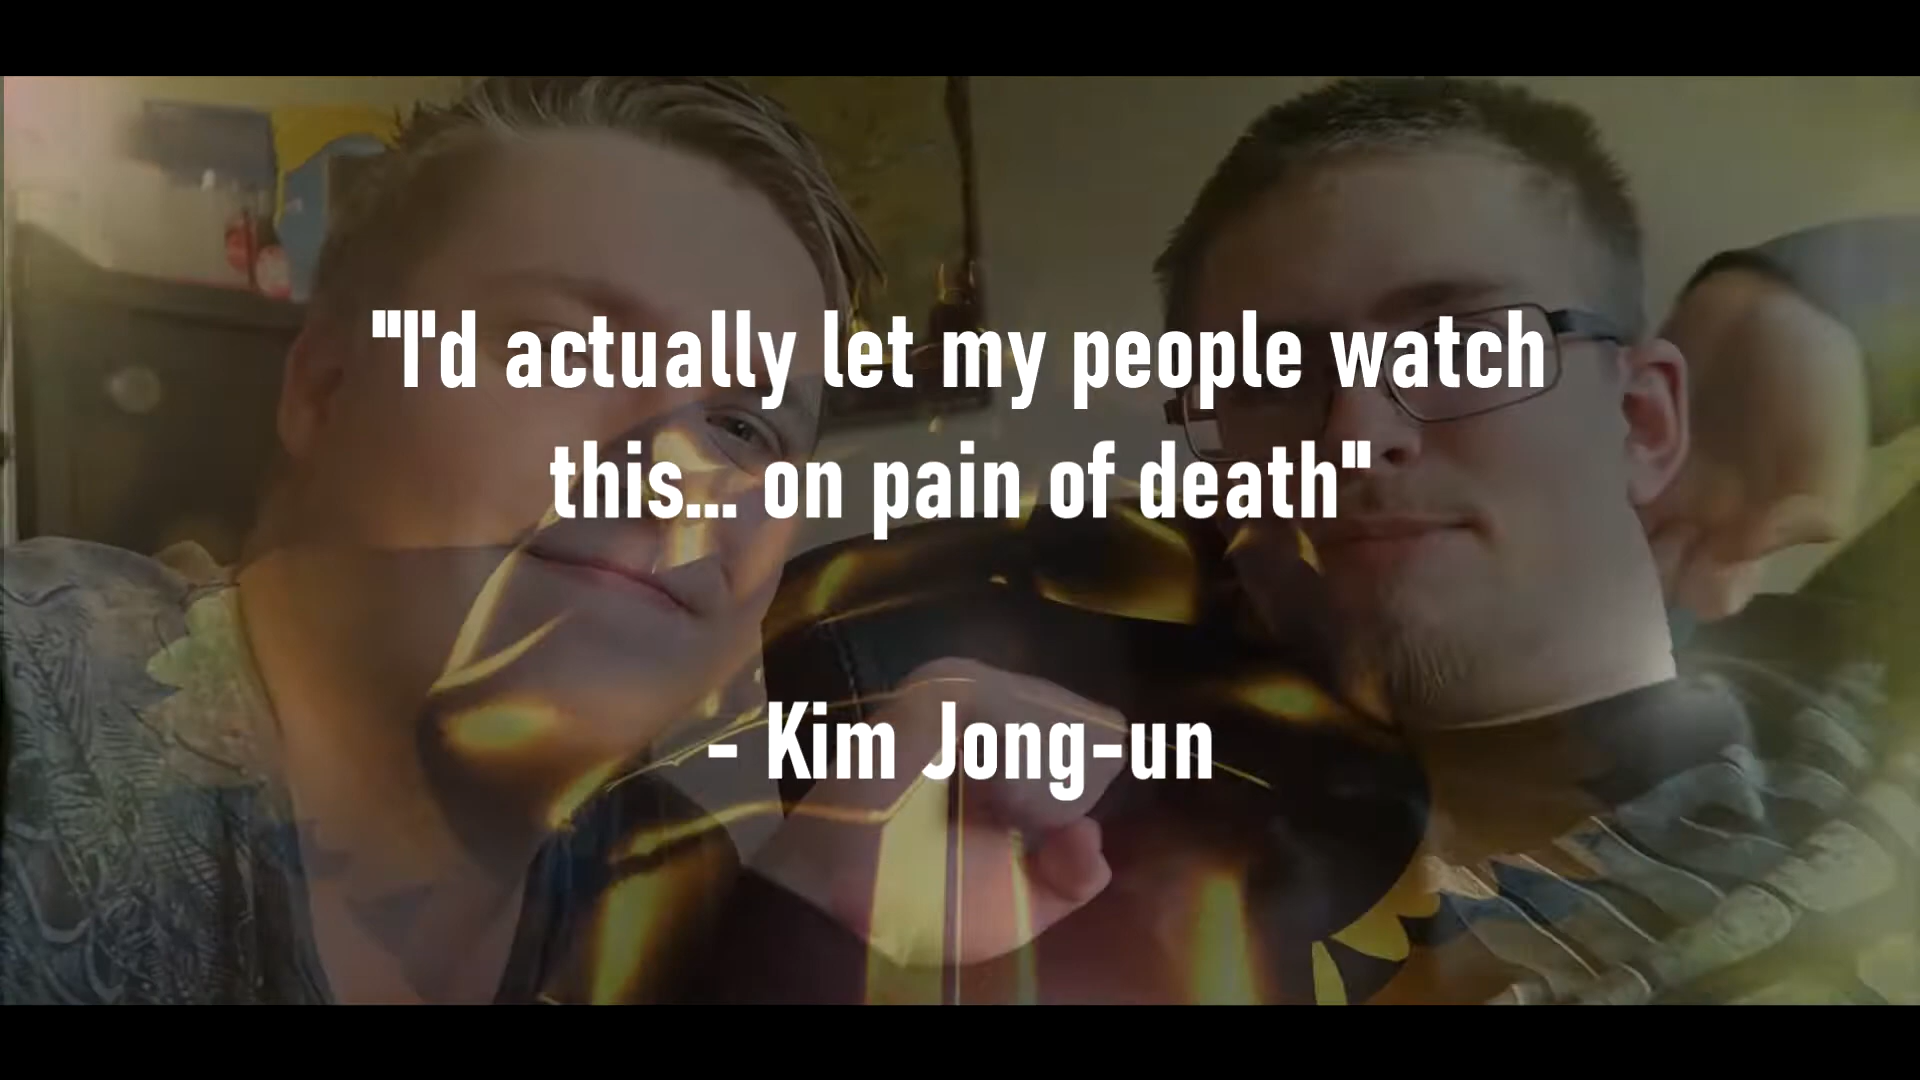 "I'd actually let my people watch
this... on pain of death"
- Kim Jong-un